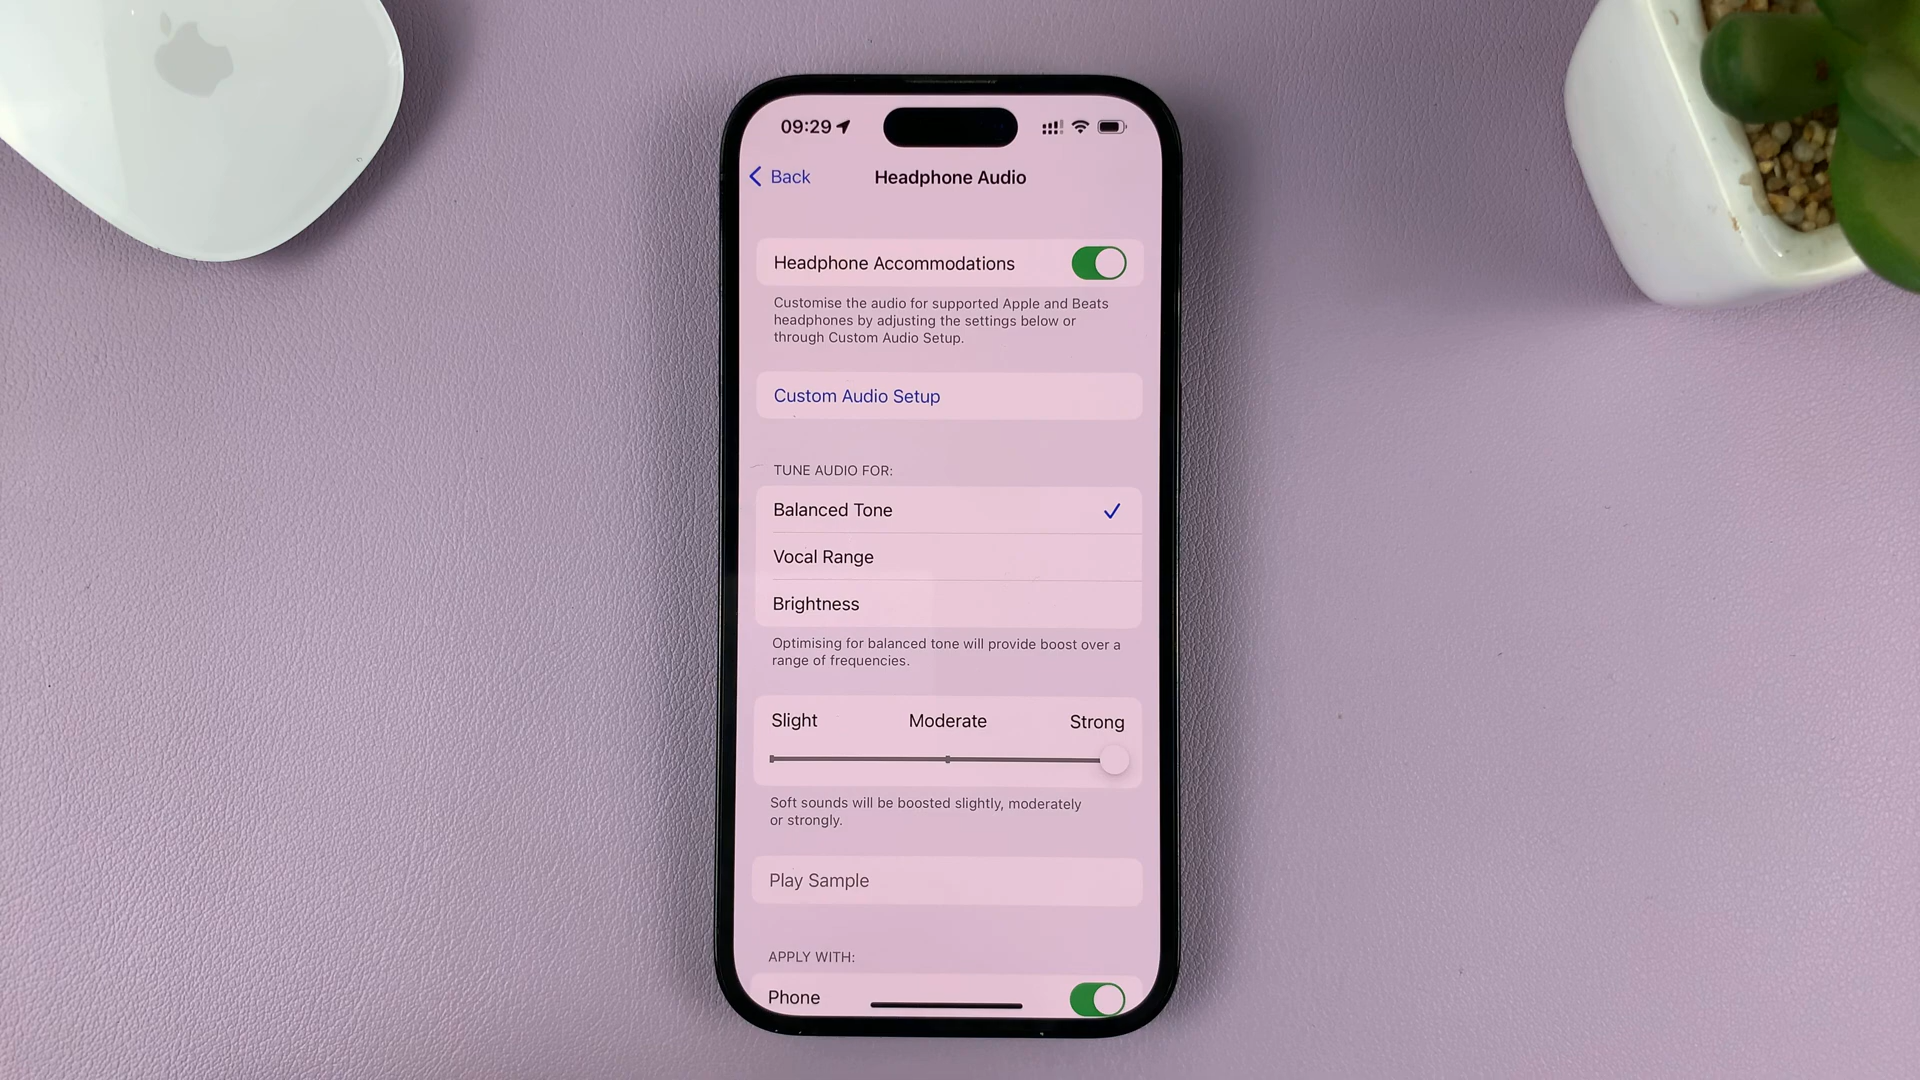 09:29
Back
Headphone Audio
Headphone Accommodations
Customise the audio for supported Apple and Beats
headphones by adjusting the settings below or
through Custom Audio Setup.
Custom Audio Setup
TUNE AUDIO FOR:
Balanced Tone
Vocal Range
Brightness
Optimising for balanced tone will provide boost over a
range of frequencies.
Slight Moderate Strong
Soft sounds will be boosted slightly, moderately
or strongly.
Play Sample
APPLY WITH:
Phone